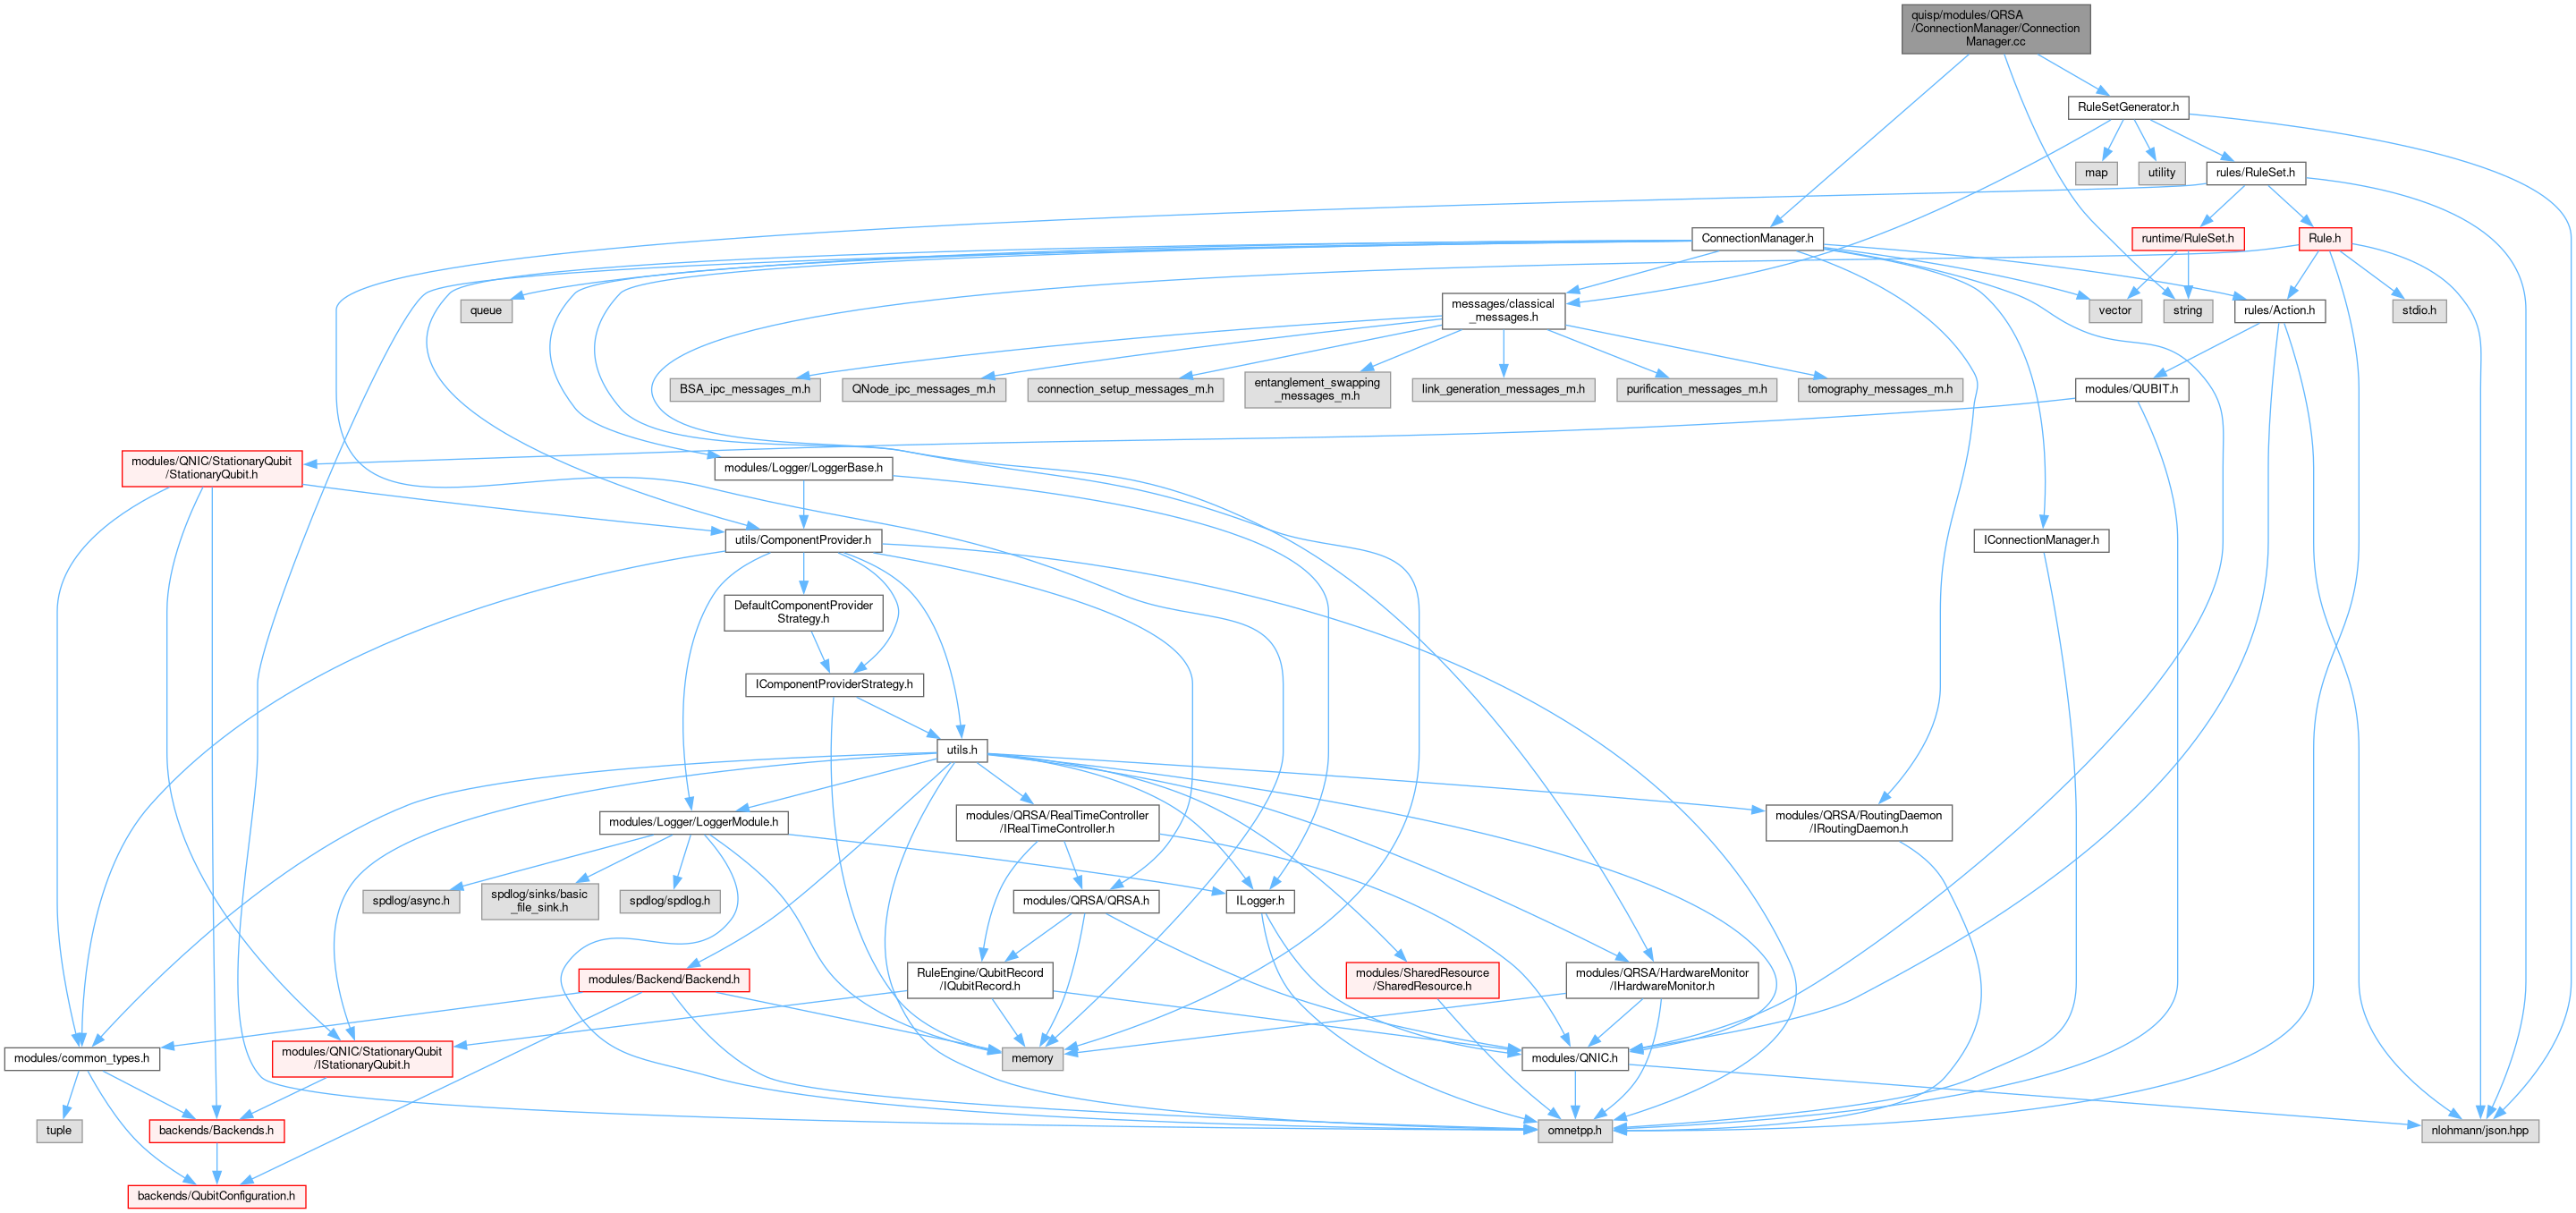 quisp/modules/QRSA
/ConnectionManager/Connection
Manager.cc
RuleSetGenerator.h
map
utility
rules/RuleSet.h
ConnectionManager.h
runtime/RuleSet.h
Rule.h
queue
messages/classical
_messages.h
vector
string
rules/Action.h
stdio.h
BSA_ipc_messages_m.h
QNode_ipc_messages_m.h
connection_setup_messages_m.h
entanglement_swapping
_messages_m.h
link_generation_messages_m.h
purification_messages_m.h
tomography_messages_m.h
modules/QUBIT.h
modules/QNIC/StationaryQubit
/StationaryQubit.h
modules/Logger/LoggerBase.h
utils/ComponentProvider.h
IConnectionManager.h
DefaultComponentProvider
Strategy.h
IComponentProviderStrategy.h
utils.h
modules/Logger/LoggerModule.h
modules/QRSA/RealTimeController
/IRealTimeController.h
modules/QRSA/RoutingDaemon
/IRoutingDaemon.h
spdlog/async.h
spdlog/sinks/basic
_file_sink.h
spdlog/spdlog.h
modules/QRSA/QRSA.h
ILogger.h
modules/Backend/Backend.h
RuleEngine/QubitRecord
/IQubitRecord.h
modules/SharedResource
/SharedResource.h
modules/QRSA/HardwareMonitor
/IHardwareMonitor.h
modules/common_types.h
modules/QNIC/StationaryQubit
/IStationaryQubit.h
memory
modules/QNIC.h
tuple
backends/Backends.h
omnetpp.h
nlohmann/json.hpp
backends/QubitConfiguration.h